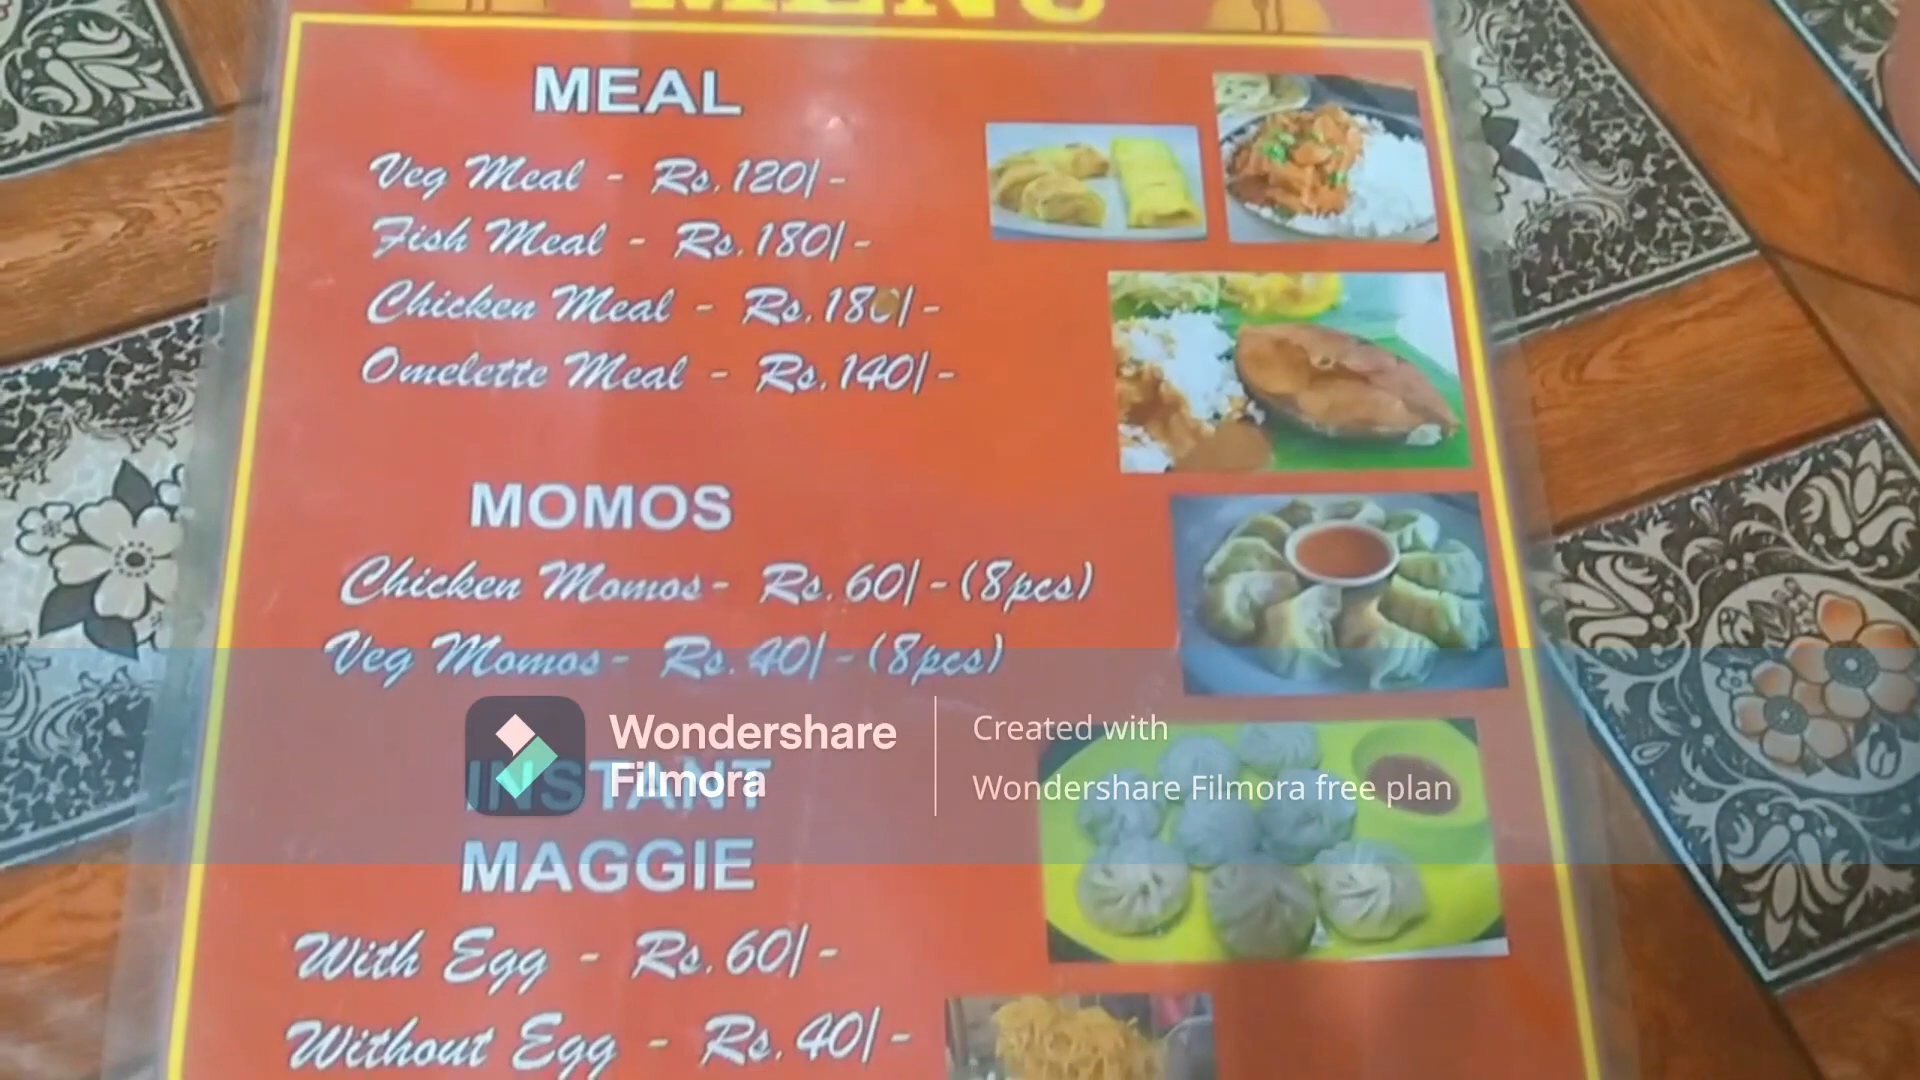 MENU
MEAL
Veg Meal - Rs. 120/-
Fish Meal - Rs. 180/-
Chicken Meal - Rs. 180/-
Omelette Meal - Rs. 140/-
MOMOS
Chicken Momos - Rs. 60/- (8pcs)
Veg Momos - Rs. 40/- (8pcs)
Wondershare
Filmora
Created with
Wondershare Filmora free plan
INSTANT
MAGGIE
With Egg - Rs. 60/-
Without Egg - Rs. 40/-